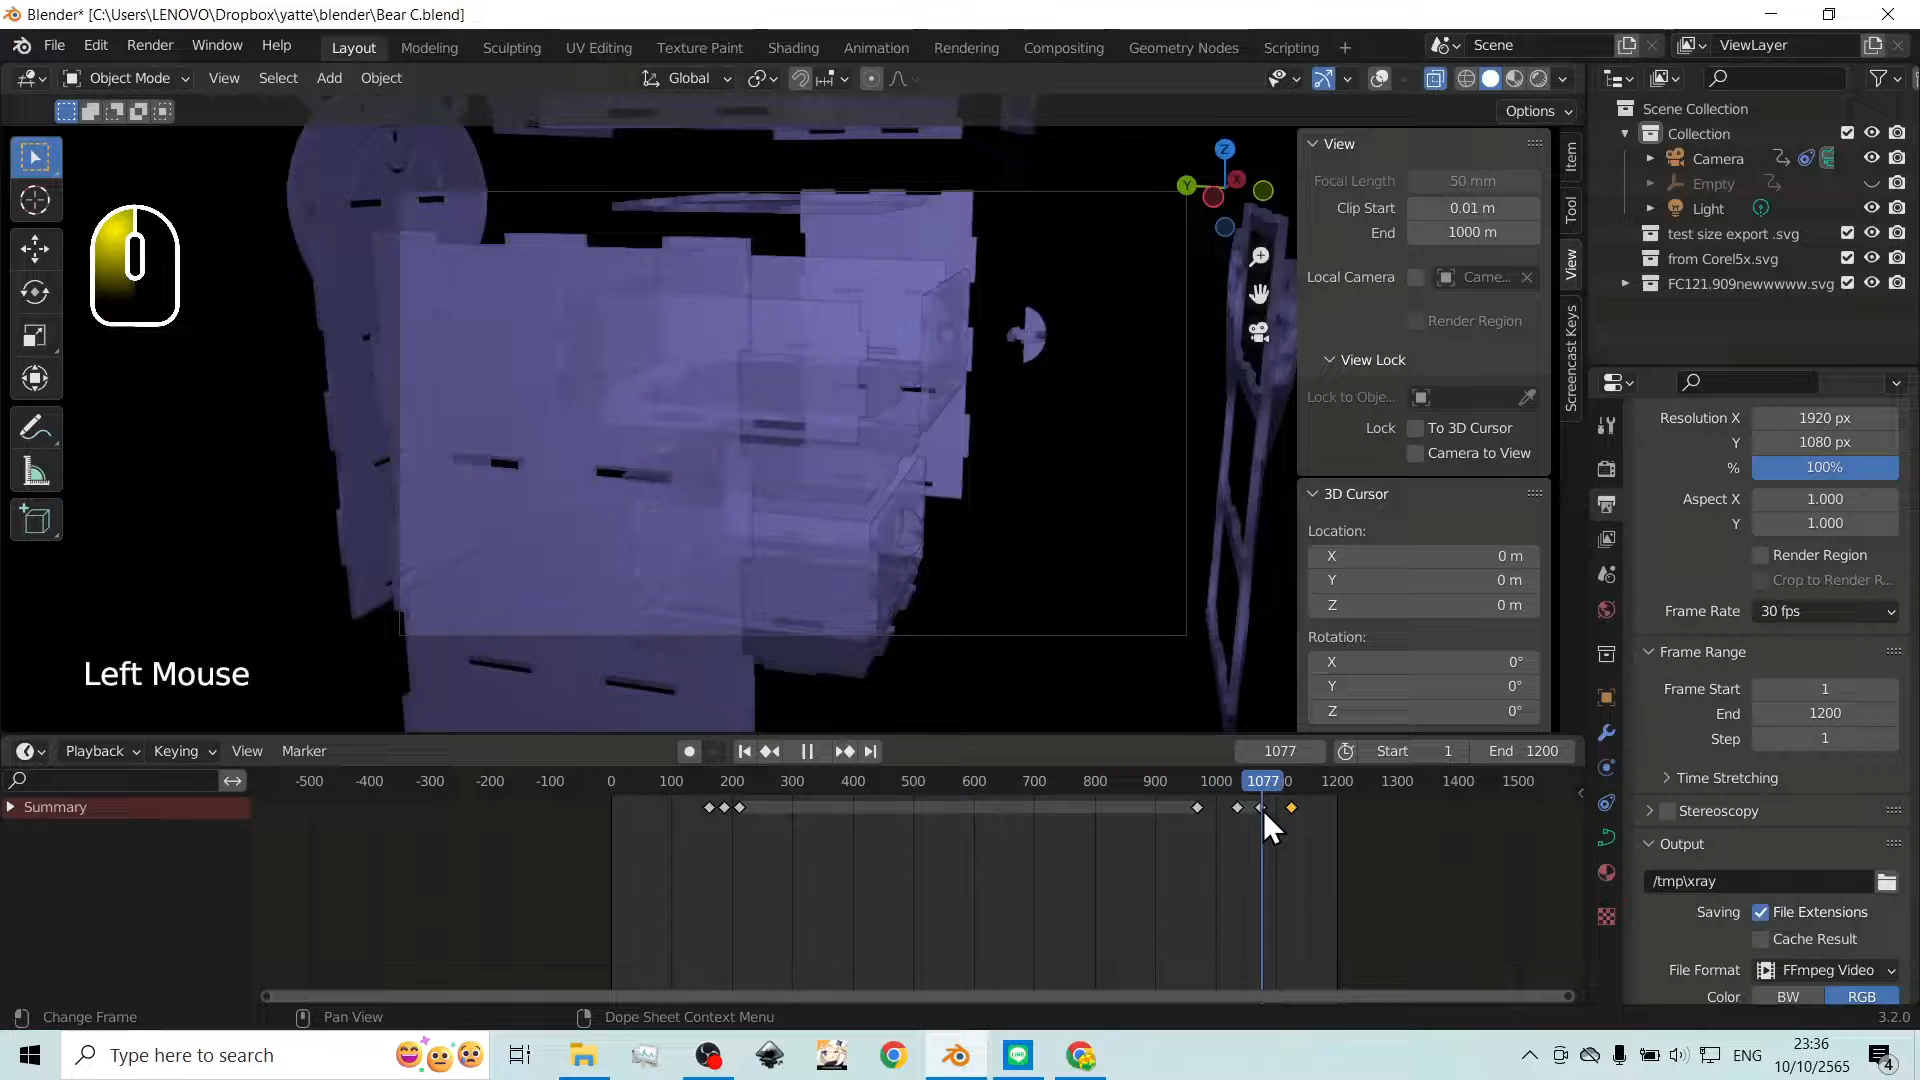 Blender* [C:\Users\LENOVO\Dropbox\yatte\blender\Bear C.blend]
File Edit Render Window Help Layout Modeling Sculpting UV Editing Texture Paint Shading Animation Rendering Compositing Geometry Nodes Scripting Scene ViewLayer
Object Mode View Select Add Object Global
Options
Scene Collection
Collection
Camera
Empty
Light
test size export .svg
from Corel5x.svg
FC121.909newwwww.svg
Z
Y
X
View
Focal Length 50 mm
Clip Start 0.01 m
End 1000 m
Local Camera Came...
Render Region
View Lock
Lock to Obje...
Lock To 3D Cursor
Camera to View
3D Cursor
Location:
X 0 m
Y 0 m
Z 0 m
Rotation:
X 0°
Y 0°
Z 0°
Item
Tool
View
Screencast Keys
Resolution X 1920 px
Y 1080 px
% 100%
Aspect X 1.000
Y 1.000
Render Region
Crop to Render R...
Frame Rate 30 fps
Frame Range
Frame Start 1
End 1200
Step 1
Time Stretching
Stereoscopy
Output
/tmp\xray
Saving File Extensions
Cache Result
File Format FFmpeg Video
Color BW RGB
Left Mouse
Playback Keying View Marker 1077 Start 1 End 1200
-500 -400 -300 -200 -100 0 100 200 300 400 500 600 700 800 900 1000 1077 1200 1300 1400 1500
Summary
Change Frame Pan View Dope Sheet Context Menu 3.2.0
Type here to search
ENG
23:36
10/10/2565
4